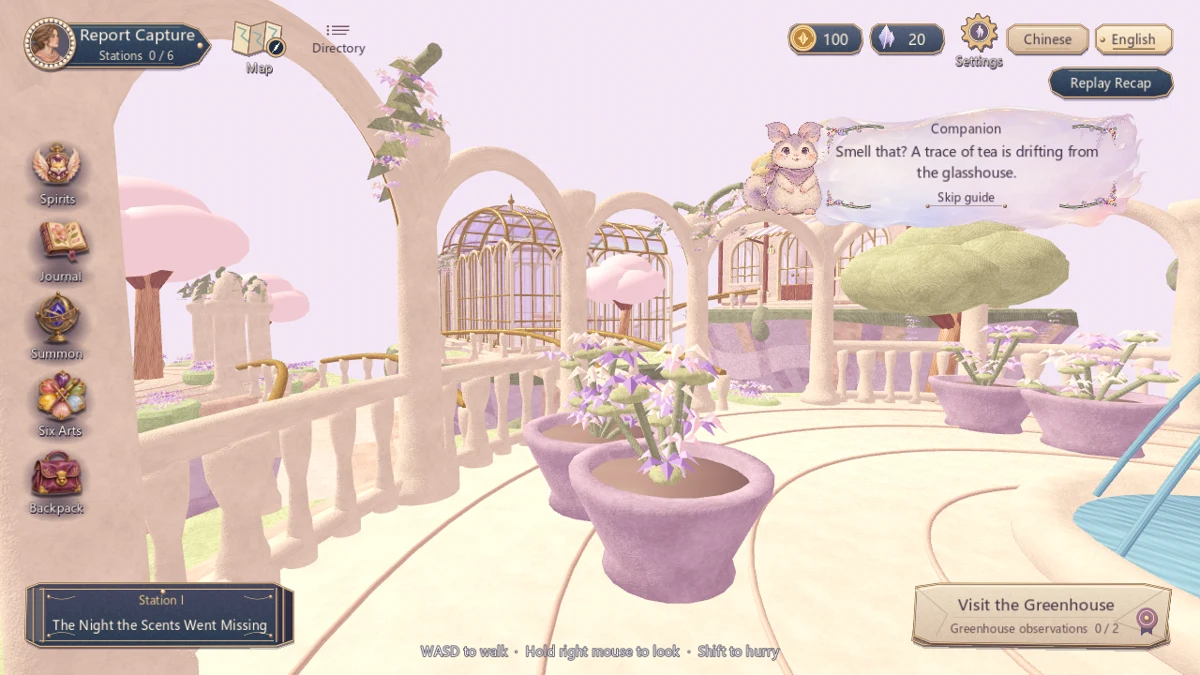 Report Capture
Stations 0 / 6
Map
Directory
100
20
Settings
Chinese
English
Replay Recap
Companion
Smell that? A trace of tea is drifting from
the glasshouse.
Skip guide
Spirits
Journal
Summon
Six Arts
Backpack
Station I
The Night the Scents Went Missing
Visit the Greenhouse
Greenhouse observations 0 / 2
WASD to walk · Hold right mouse to look · Shift to hurry